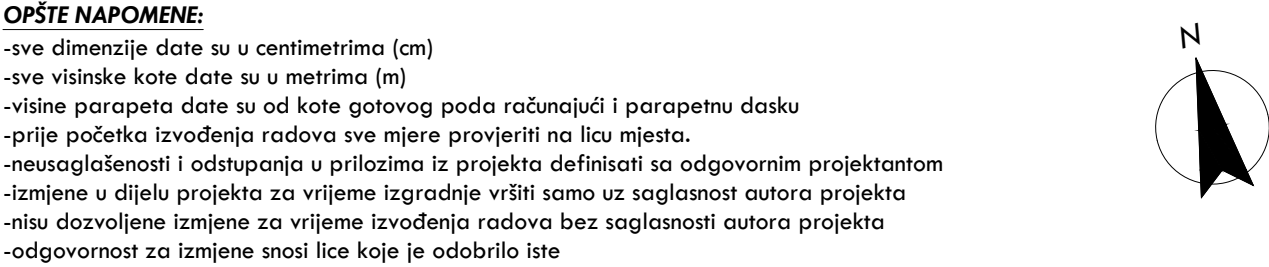 OPŠTE NAPOMENE:
-sve dimenzije date su u centimetrima (cm)
-sve visinske kote date su u metrima (m)
-visine parapeta date su od kote gotovog poda računajući i parapetnu dasku
-prije početka izvođenja radova sve mjere provjeriti na licu mjesta.
-neusaglašenosti i odstupanja u prilozima iz projekta definisati sa odgovornim projektantom
-izmjene u dijelu projekta za vrijeme izgradnje vršiti samo uz saglasnost autora projekta
-nisu dozvoljene izmjene za vrijeme izvođenja radova bez saglasnosti autora projekta
-odgovornost za izmjene snosi lice koje je odobrilo iste
N